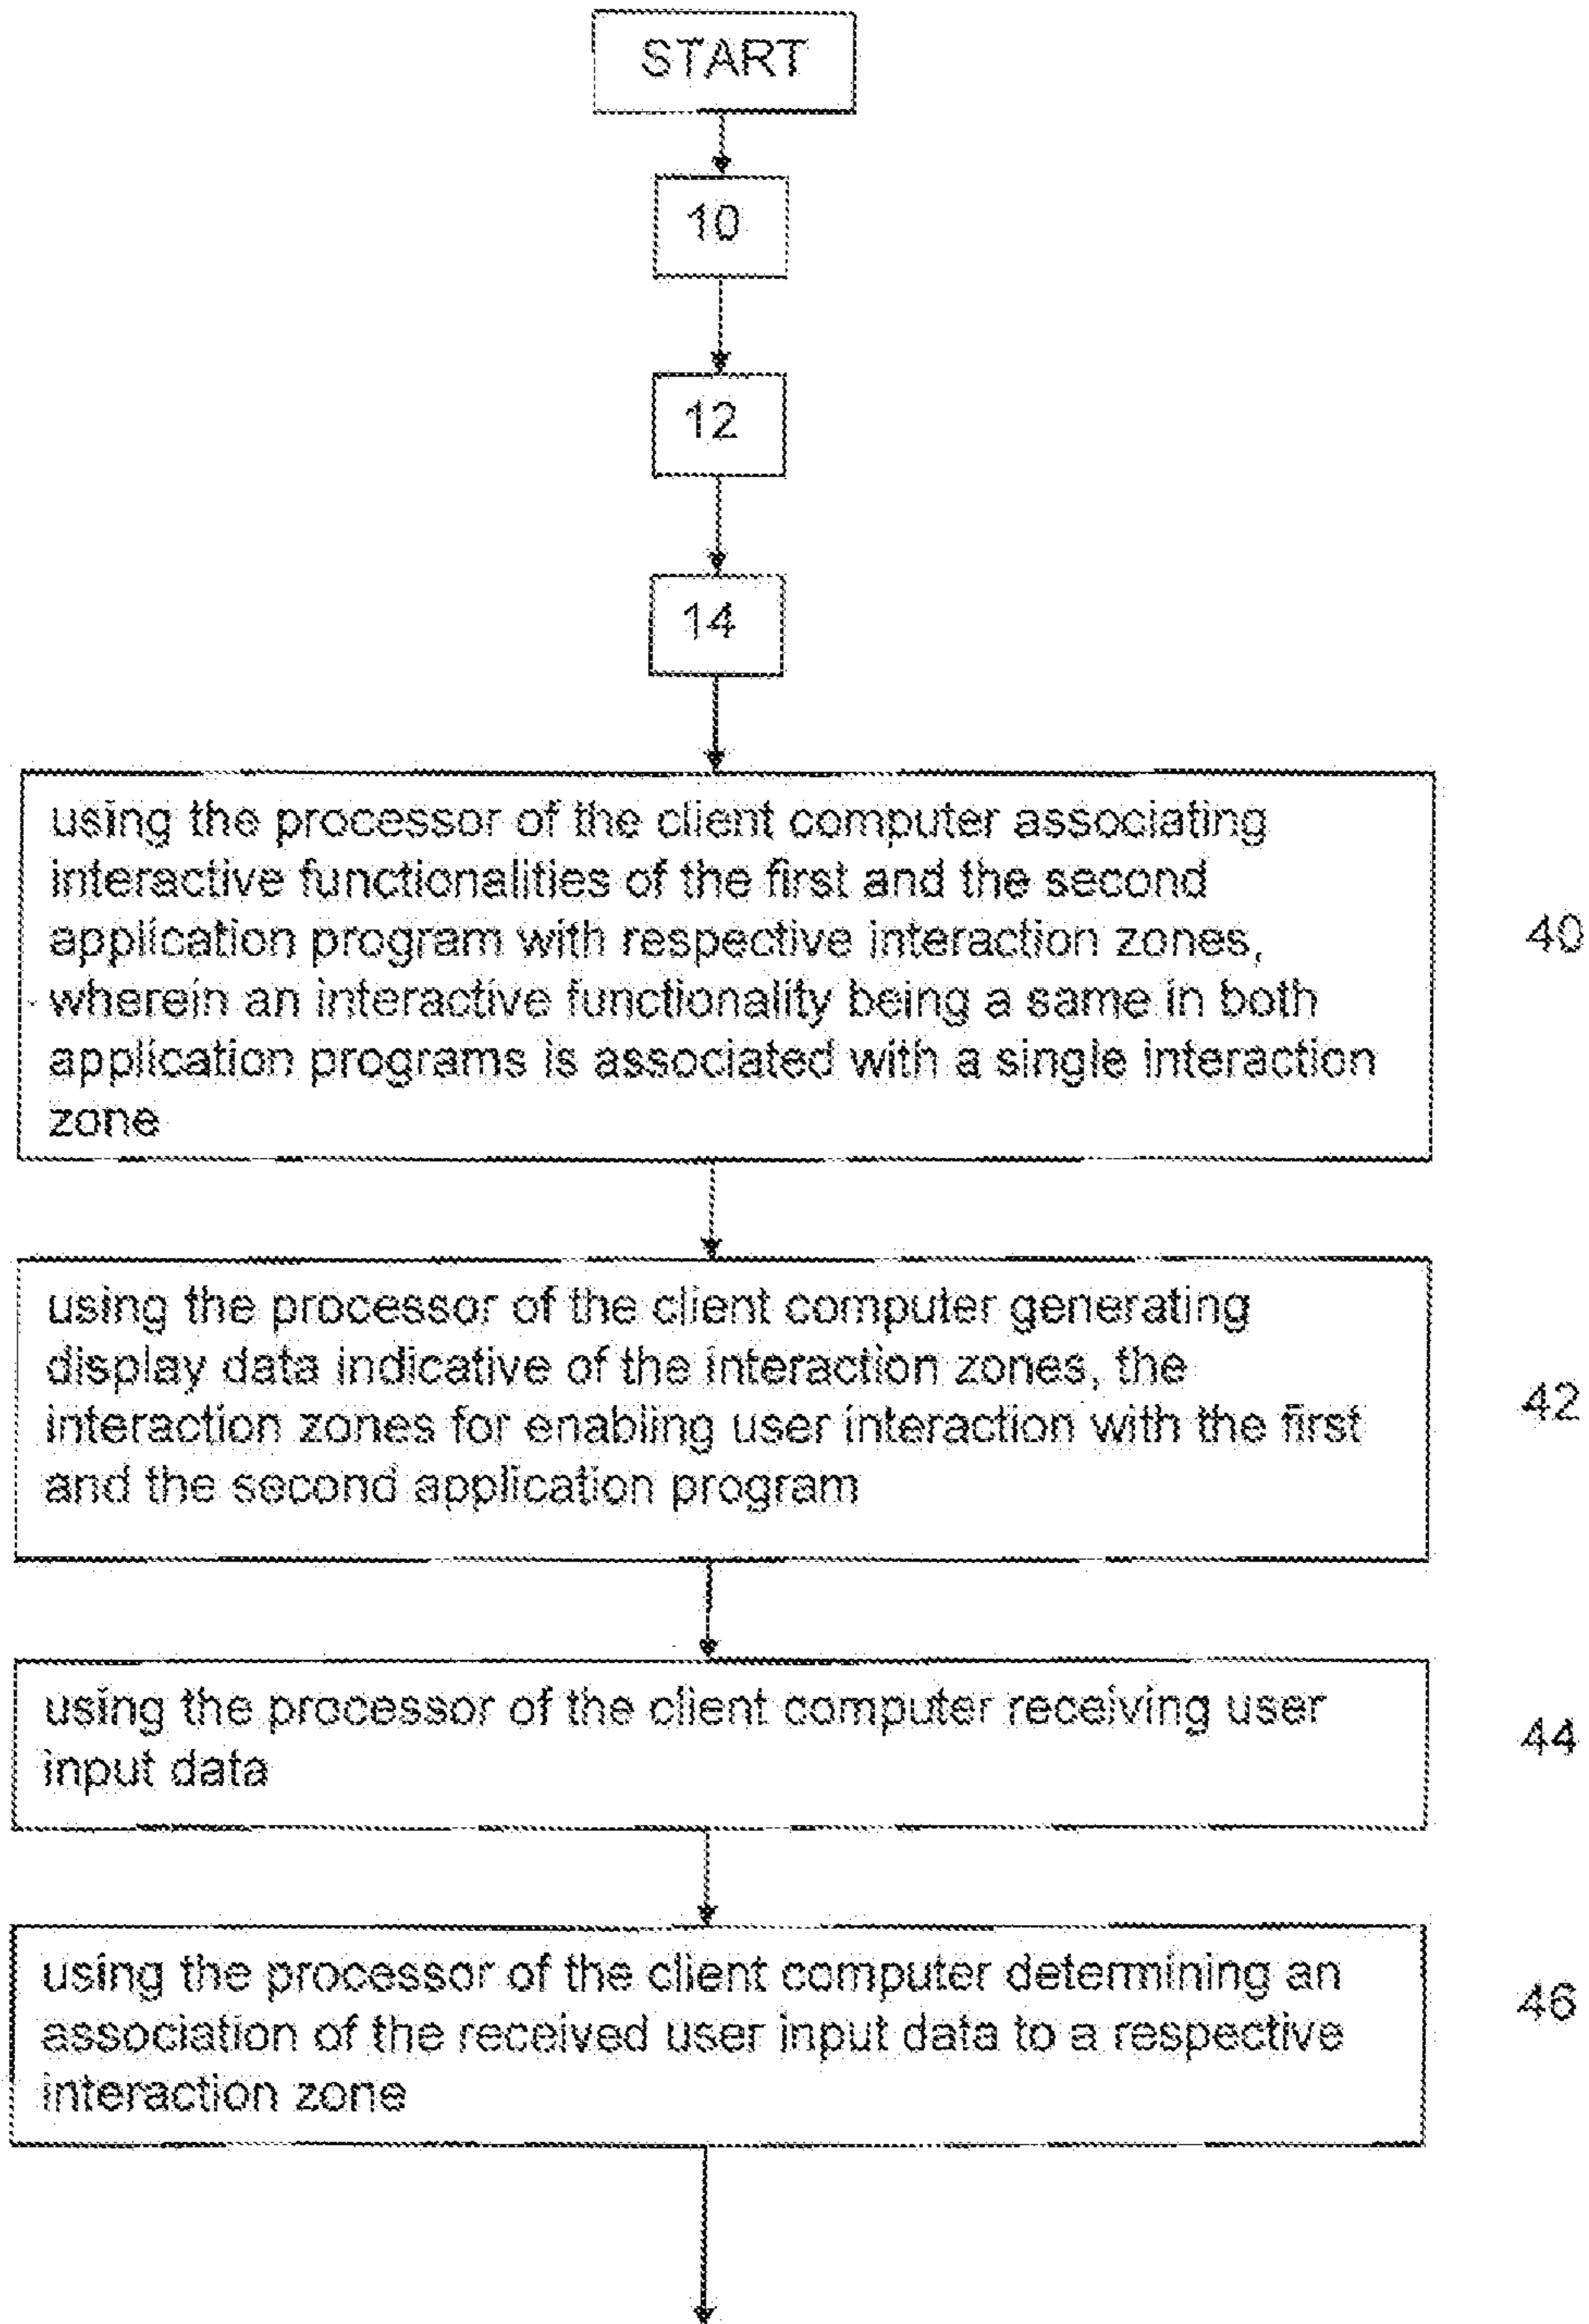 START
10
12
14
using the processor of the client computer associating
interactive functionalities of the first and the second
application program with respective interaction zones,
wherein an interactive functionality being a same in both
application programs is associated with a single interaction
zone
40
using the processor of the client computer generating
display data indicative of the interaction zones, the
interaction zones for enabling user interaction with the first
and the second application program
42
using the processor of the client computer receiving user
input data
44
using the processor of the client computer determining an
association of the received user input data to a respective
interaction zone
46